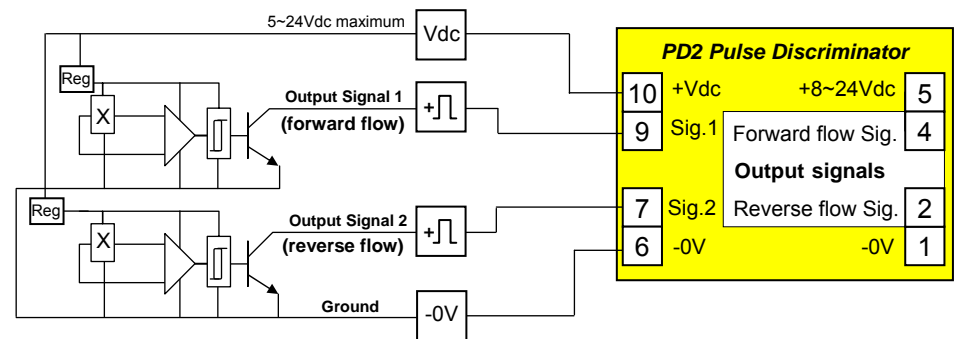 5~24Vdc maximum
Vdc
PD2 Pulse Discriminator
Reg
X
Output Signal 1
(forward flow)
+
10 +Vdc
+8~24Vdc 5
9 Sig.1
Forward flow Sig. 4
Output signals
Reg
X
Output Signal 2
(reverse flow)
+
7 Sig.2
Reverse flow Sig. 2
6 -0V
-0V 1
Ground
-0V